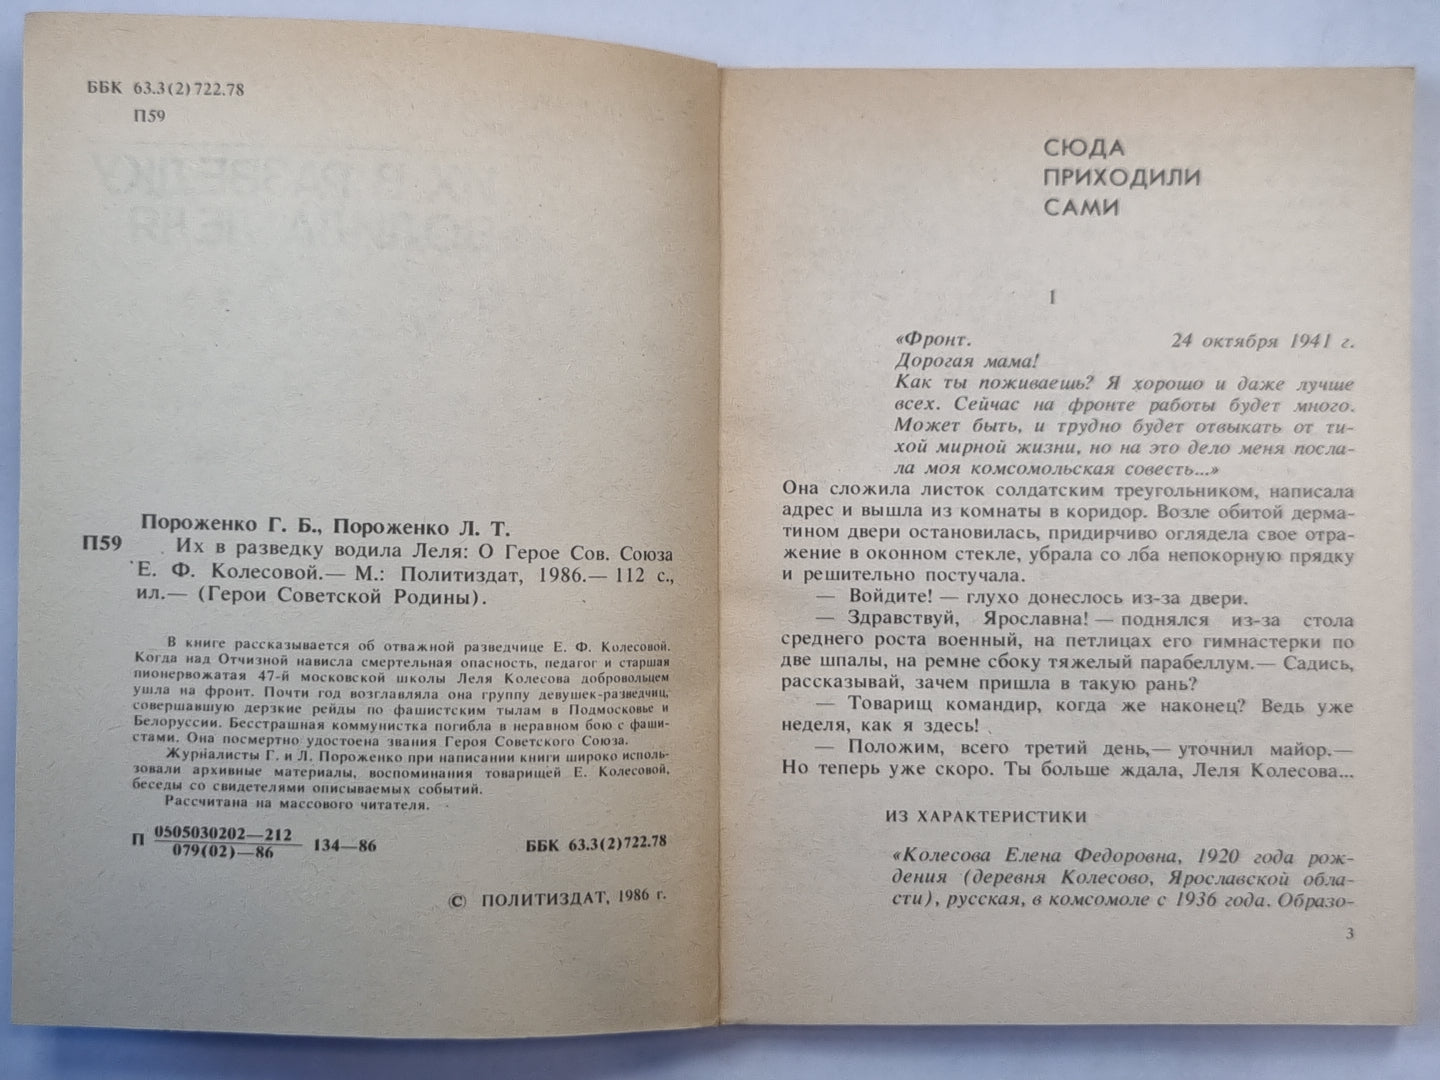 ББК 63.3(2)722.78
П59
Пороженко Г. Б., Пороженко Л. Т.
П59
Их в разведку водила Леля: О Герое Сов. Союза
Е. Ф. Колесовой.— М.: Политиздат, 1986.— 112 с.,
ил.— (Герои Советской Родины).
В книге рассказывается об отважной разведчице Е. Ф. Колесовой.
Когда над Отчизной нависла смертельная опасность, педагог и старшая
пионервожатая 47-й московской школы Леля Колесова добровольцем
ушла на фронт. Почти год возглавляла она группу девушек-разведчиц,
совершавшую дерзкие рейды по фашистским тылам в Подмосковье и
Белоруссии. Бесстрашная коммунистка погибла в неравном бою с фаши-
стами. Она посмертно удостоена звания Героя Советского Союза.
Журналисты Г. и Л. Пороженко при написании книги широко исполь-
зовали архивные материалы, воспоминания товарищей Е. Колесовой,
беседы со свидетелями описываемых событий.
Рассчитана на массового читателя.
П 0505030202—212
079(02)—86 134—86 ББК 63.3(2)722.78
© ПОЛИТИЗДАТ, 1986 г.
СЮДА
ПРИХОДИЛИ
САМИ
1
«Фронт. 24 октября 1941 г.
Дорогая мама!
Как ты поживаешь? Я хорошо и даже лучше
всех. Сейчас на фронте работы будет много.
Может быть, и трудно будет отвыкать от ти-
хой мирной жизни, но на это дело меня посла-
ла моя комсомольская совесть...»
Она сложила листок солдатским треугольником, написала
адрес и вышла из комнаты в коридор. Возле обитой дерма-
тином двери остановилась, придирчиво оглядела свое отра-
жение в оконном стекле, убрала со лба непокорную прядку
и решительно постучала.
— Войдите! — глухо донеслось из-за двери.
— Здравствуй, Ярославна! — поднялся из-за стола
среднего роста военный, на петлицах его гимнастерки по
две шпалы, на ремне сбоку тяжелый парабеллум.— Садись,
рассказывай, зачем пришла в такую рань?
— Товарищ командир, когда же наконец? Ведь уже
неделя, как я здесь!
— Положим, всего третий день,— уточнил майор.—
Но теперь уже скоро. Ты больше ждала, Леля Колесова...
ИЗ ХАРАКТЕРИСТИКИ
«Колесова Елена Федоровна, 1920 года рож-
дения (деревня Колесово, Ярославской обла-
сти), русская, в комсомоле с 1936 года. Образо-
3